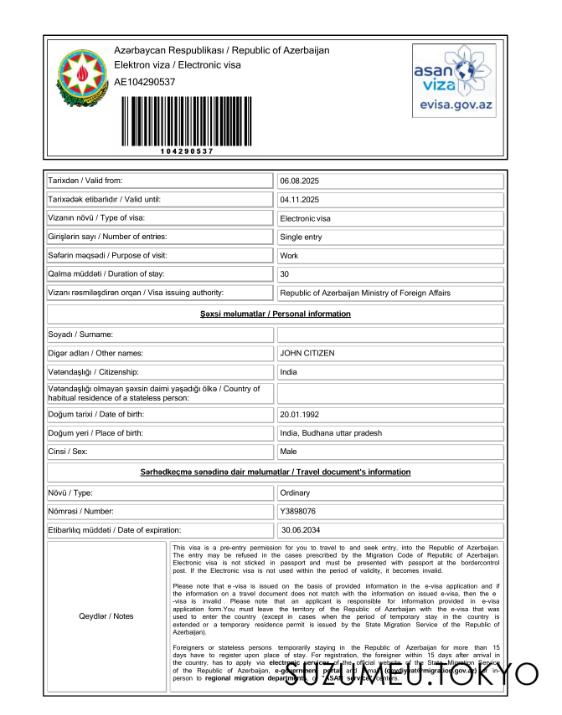 Azərbaycan Respublikası / Republic of Azerbaijan
Elektron viza / Electronic visa
AE104290537
104290537
asan
viza
evisa.gov.az
Tarixdən / Valid from:
06.08.2025
Tarixədək etibarlıdır / Valid until:
04.11.2025
Vizanın növü / Type of visa:
Electronic visa
Girişlərin sayı / Number of entries:
Single entry
Səfərin məqsədi / Purpose of visit:
Work
Qalma müddəti / Duration of stay:
30
Vizanı rəsmiləşdirən orqan / Visa issuing authority:
Republic of Azerbaijan Ministry of Foreign Affairs
Şəxsi məlumatlar / Personal information
Soyadı / Surname:
Digər adları / Other names:
JOHN CITIZEN
Vətəndaşlığı / Citizenship:
India
Vətəndaşlığı olmayan şəxsin daimi yaşadığı ölkə / Country of
habitual residence of a stateless person:
Doğum tarixi / Date of birth:
20.01.1992
Doğum yeri / Place of birth:
India, Budhana uttar pradesh
Cinsi / Sex:
Male
Sərhədkeçmə sənədinə dair məlumatlar / Travel document's information
Növü / Type:
Ordinary
Nömrəsi / Number:
Y3898076
Etibarlılıq müddəti / Date of expiration:
30.06.2034
Qeydlər / Notes
This visa is a pre-entry permission for you to travel to and seek entry, into the Republic of Azerbaijan.
The entry may be refused in the cases prescribed by the Migration Code of Republic of Azerbaijan.
Electronic visa is not sticked in passport and must be presented with passport at the bordercontrol
post. If the Electronic visa is not used within the period of validity, it becomes invalid.
Please note that e -visa is issued on the basis of provided information in the e-visa application and if
the information on a travel document does not match with the information on issued e-visa, then the e
-visa is invalid . Please note that an applicant is responsible for information provided in e-visa
application form.You must leave the territory of the Republic of Azerbaijan with the e-visa that was
used to enter the country (except in cases when the period of temporary stay in the country is
extended or a temporary residence permit is issued by the State Migration Service of the Republic of
Azerbaijan).
Foreigners or stateless persons temporarily staying in the Republic of Azerbaijan for more than 15
days have to register upon place of stay. For registration, the foreigner within 15 days after arrival in
the country, has to apply via electronic services of the official website of the State Migration Service
of the Republic of Azerbaijan, e-government portal and in-
person to regional migration departments "ASAN service" centers.
SUZUMEU.TOKYO